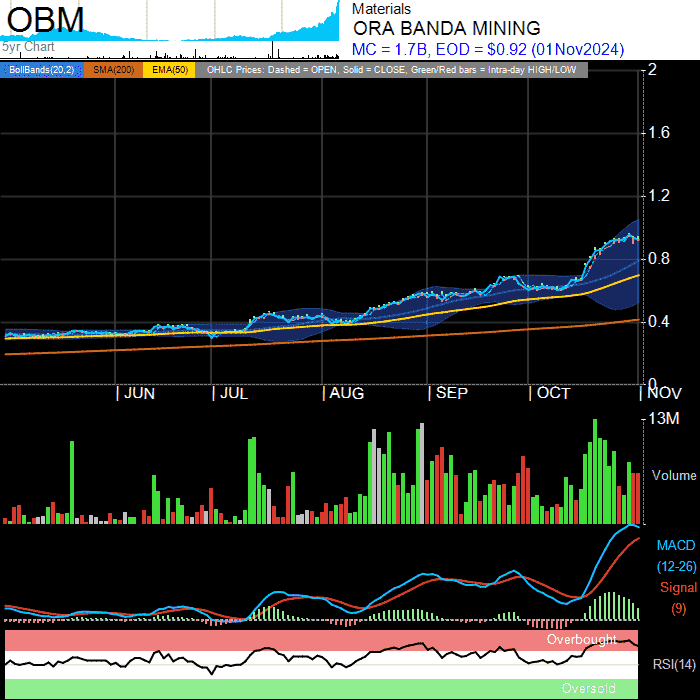 OBM
5yr Chart
Materials
ORA BANDA MINING
MC = 1.7B, EOD = $0.92 (01Nov2024)
BollBands(20,2) SMA(200) EMA(50) OHLC Prices: Dashed = OPEN, Solid = CLOSE, Green/Red bars = Intra-day HIGH/LOW
2
1.6
1.2
0.8
0.4
0
| JUN | JUL | AUG | SEP | OCT | NOV
13M
Volume
MACD
(12-26)
Signal
(9)
Overbought
RSI(14)
Oversold